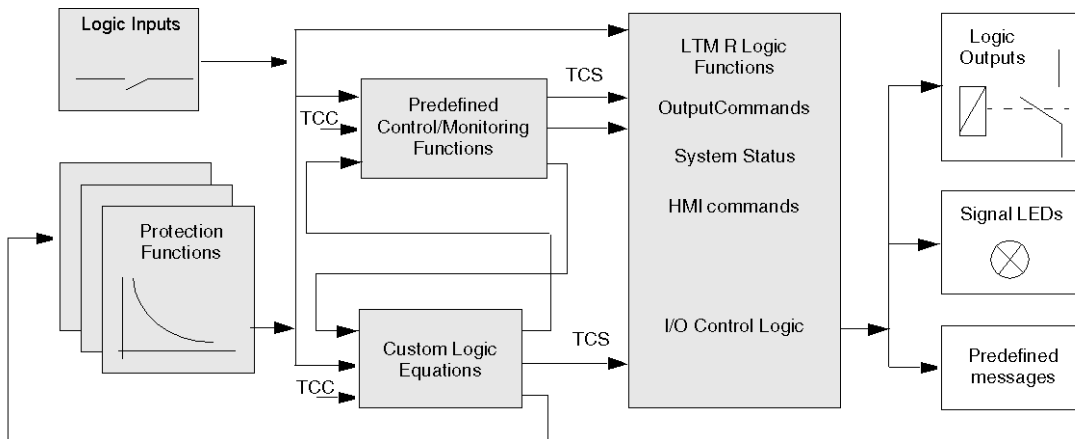 Logic Inputs
Protection
Functions
TCC
Predefined
Control/Monitoring
Functions
TCS
TCC
Custom Logic
Equations
TCS
LTM R Logic
Functions
OutputCommands
System Status
HMI commands
I/O Control Logic
Logic
Outputs
Signal LEDs
Predefined
messages